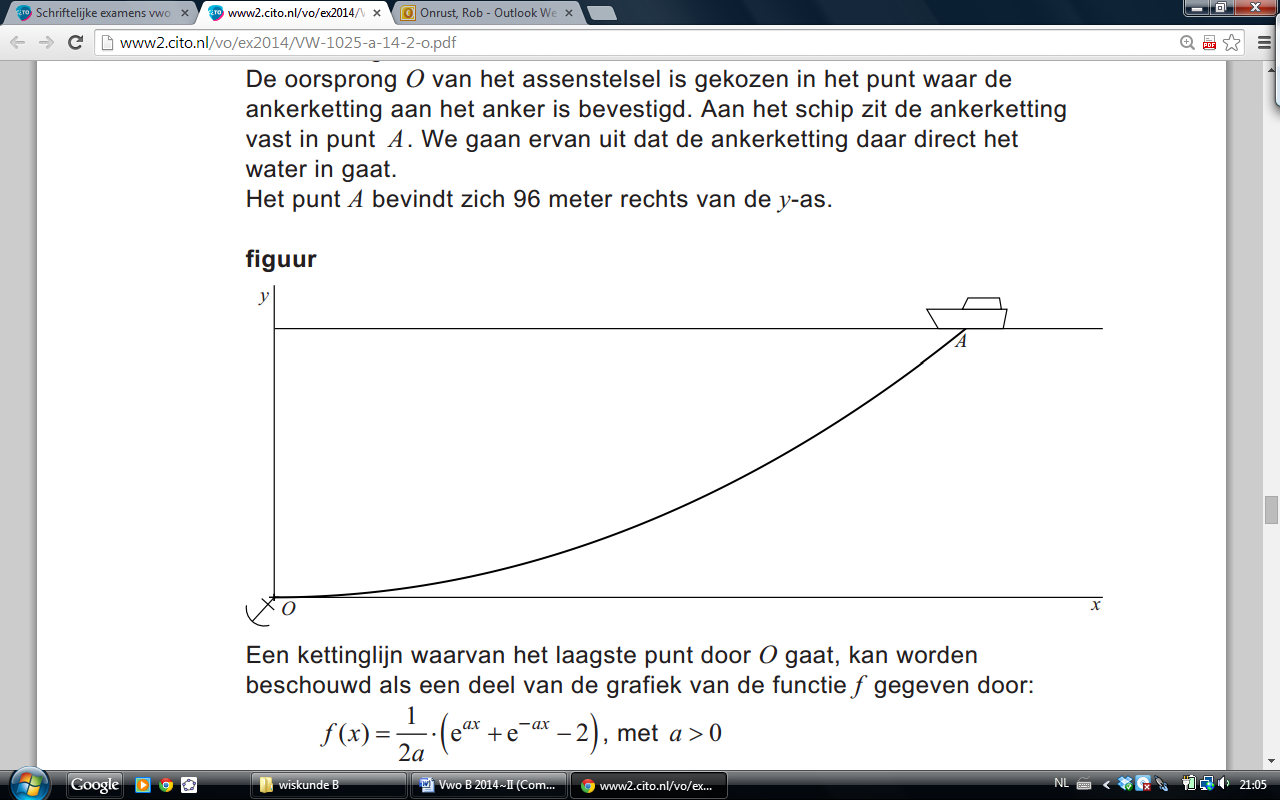 Schriftelijke examens vwo
www2.cito.nl/vo/ex2014/V
Onrust, Rob - Outlook We
www2.cito.nl/vo/ex2014/VW-1025-a-14-2-o.pdf
De oorsprong O van het assenstelsel is gekozen in het punt waar de
ankerketting aan het anker is bevestigd. Aan het schip zit de ankerketting
vast in punt A. We gaan ervan uit dat de ankerketting daar direct het
water in gaat.
Het punt A bevindt zich 96 meter rechts van de y-as.
figuur
y
A
O
x
Een kettinglijn waarvan het laagste punt door O gaat, kan worden
beschouwd als een deel van de grafiek van de functie f gegeven door:
f(x) = 1/2a · (e^ax + e^−ax − 2), met a > 0
Google
wiskunde B
Vwo B 2014~II (Com...
www2.cito.nl/vo/ex...
NL
21:05